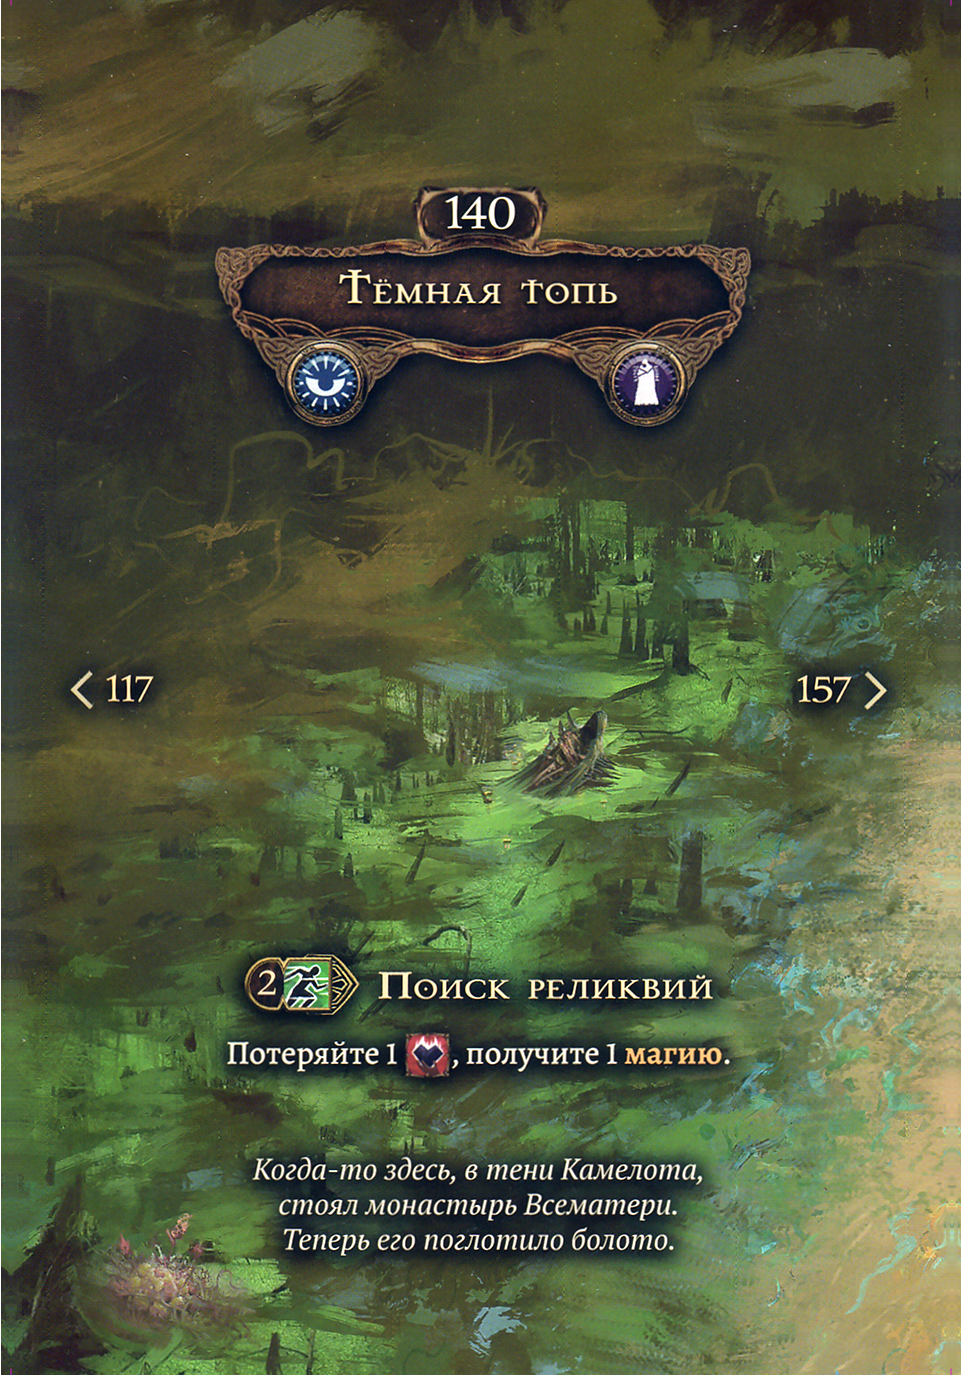 140
Тёмная топь
117
157
2 Поиск реликвий
Потеряйте 1 , получите 1 магию.
Когда-то здесь, в тени Камелота,
стоял монастырь Всематери.
Теперь его поглотило болото.